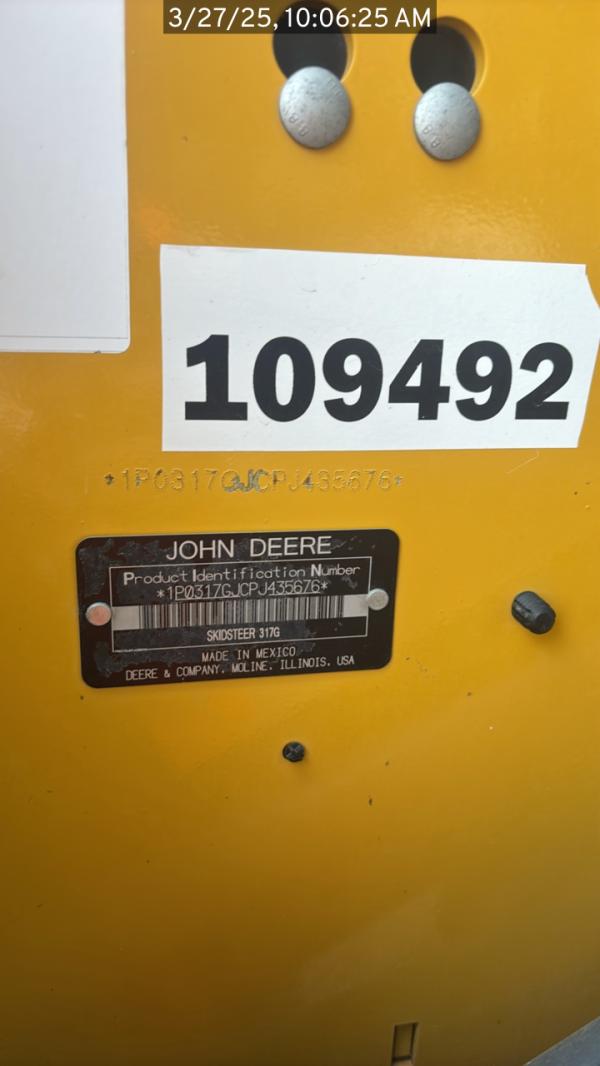 3/27/25, 10:06:25 AM
109492
*1P0317GJCPJ435676*
JOHN DEERE
Product Identification Number
*1P0317GJCPJ435676*
SKIDSTEER 317G
MADE IN MEXICO
DEERE & COMPANY, MOLINE, ILLINOIS, USA